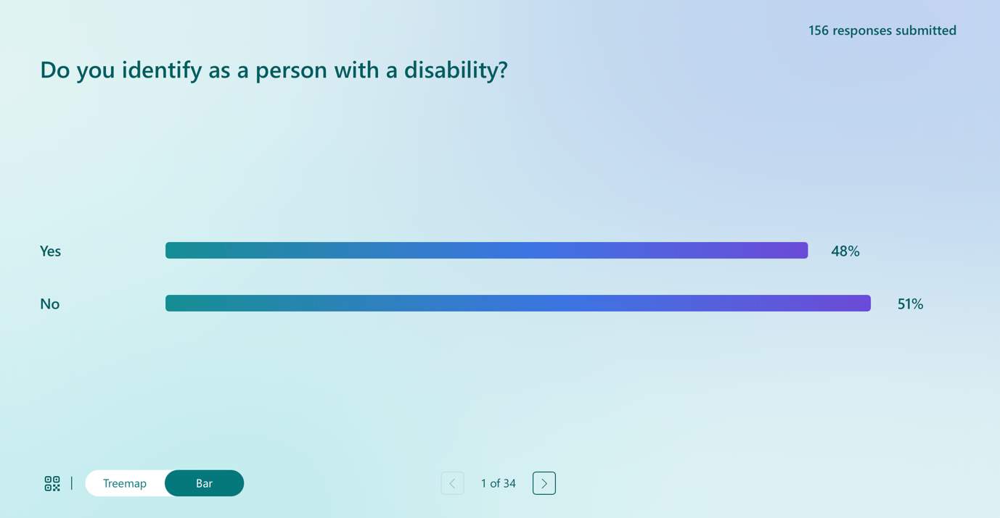 156 responses submitted
Do you identify as a person with a disability?
Yes 48%
No 51%
Treemap Bar 1 of 34